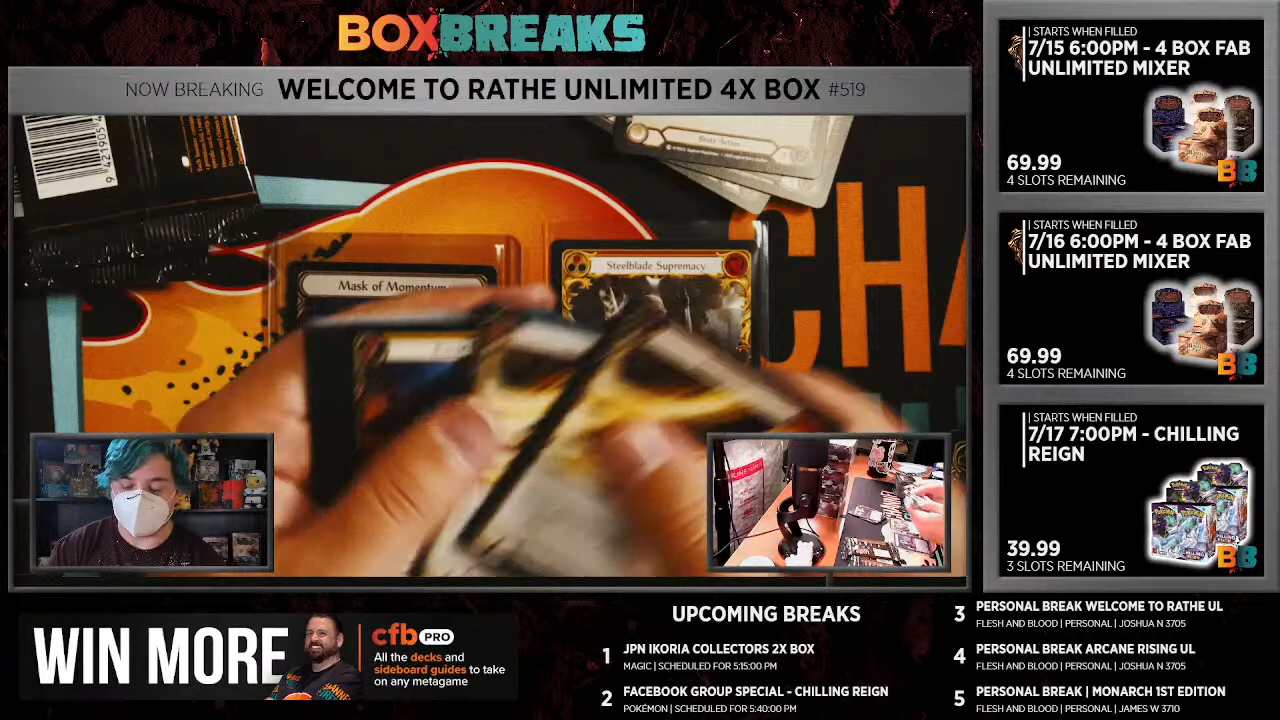 BOXBREAKS
NOW BREAKING WELCOME TO RATHE UNLIMITED 4X BOX #519
Brute Action
Mask of Momentum
Steelblade Supremacy
CHA
| STARTS WHEN FILLED
7/15 6:00PM - 4 BOX FAB
UNLIMITED MIXER
69.99
4 SLOTS REMAINING
BB
| STARTS WHEN FILLED
7/16 6:00PM - 4 BOX FAB
UNLIMITED MIXER
69.99
4 SLOTS REMAINING
BB
| STARTS WHEN FILLED
7/17 7:00PM - CHILLING
REIGN
39.99
3 SLOTS REMAINING
BB
WIN MORE
cfb PRO
All the decks and
sideboard guides to take
on any metagame
UPCOMING BREAKS
1 JPN IKORIA COLLECTORS 2X BOX
MAGIC | SCHEDULED FOR 5:15:00 PM
2 FACEBOOK GROUP SPECIAL - CHILLING REIGN
POKÉMON | SCHEDULED FOR 5:40:00 PM
3 PERSONAL BREAK WELCOME TO RATHE UL
FLESH AND BLOOD | PERSONAL | JOSHUA N 3705
4 PERSONAL BREAK ARCANE RISING UL
FLESH AND BLOOD | PERSONAL | JOSHUA N 3705
5 PERSONAL BREAK | MONARCH 1ST EDITION
FLESH AND BLOOD | PERSONAL | JAMES W 3710